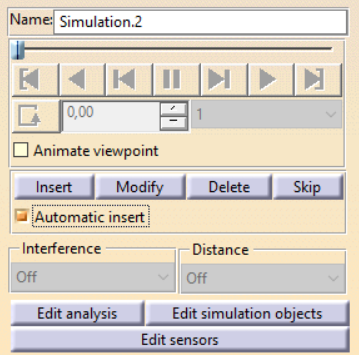 Name: Simulation.2
0,00 1
Animate viewpoint
Insert Modify Delete Skip
Automatic insert
Interference Distance
Off Off
Edit analysis Edit simulation objects
Edit sensors